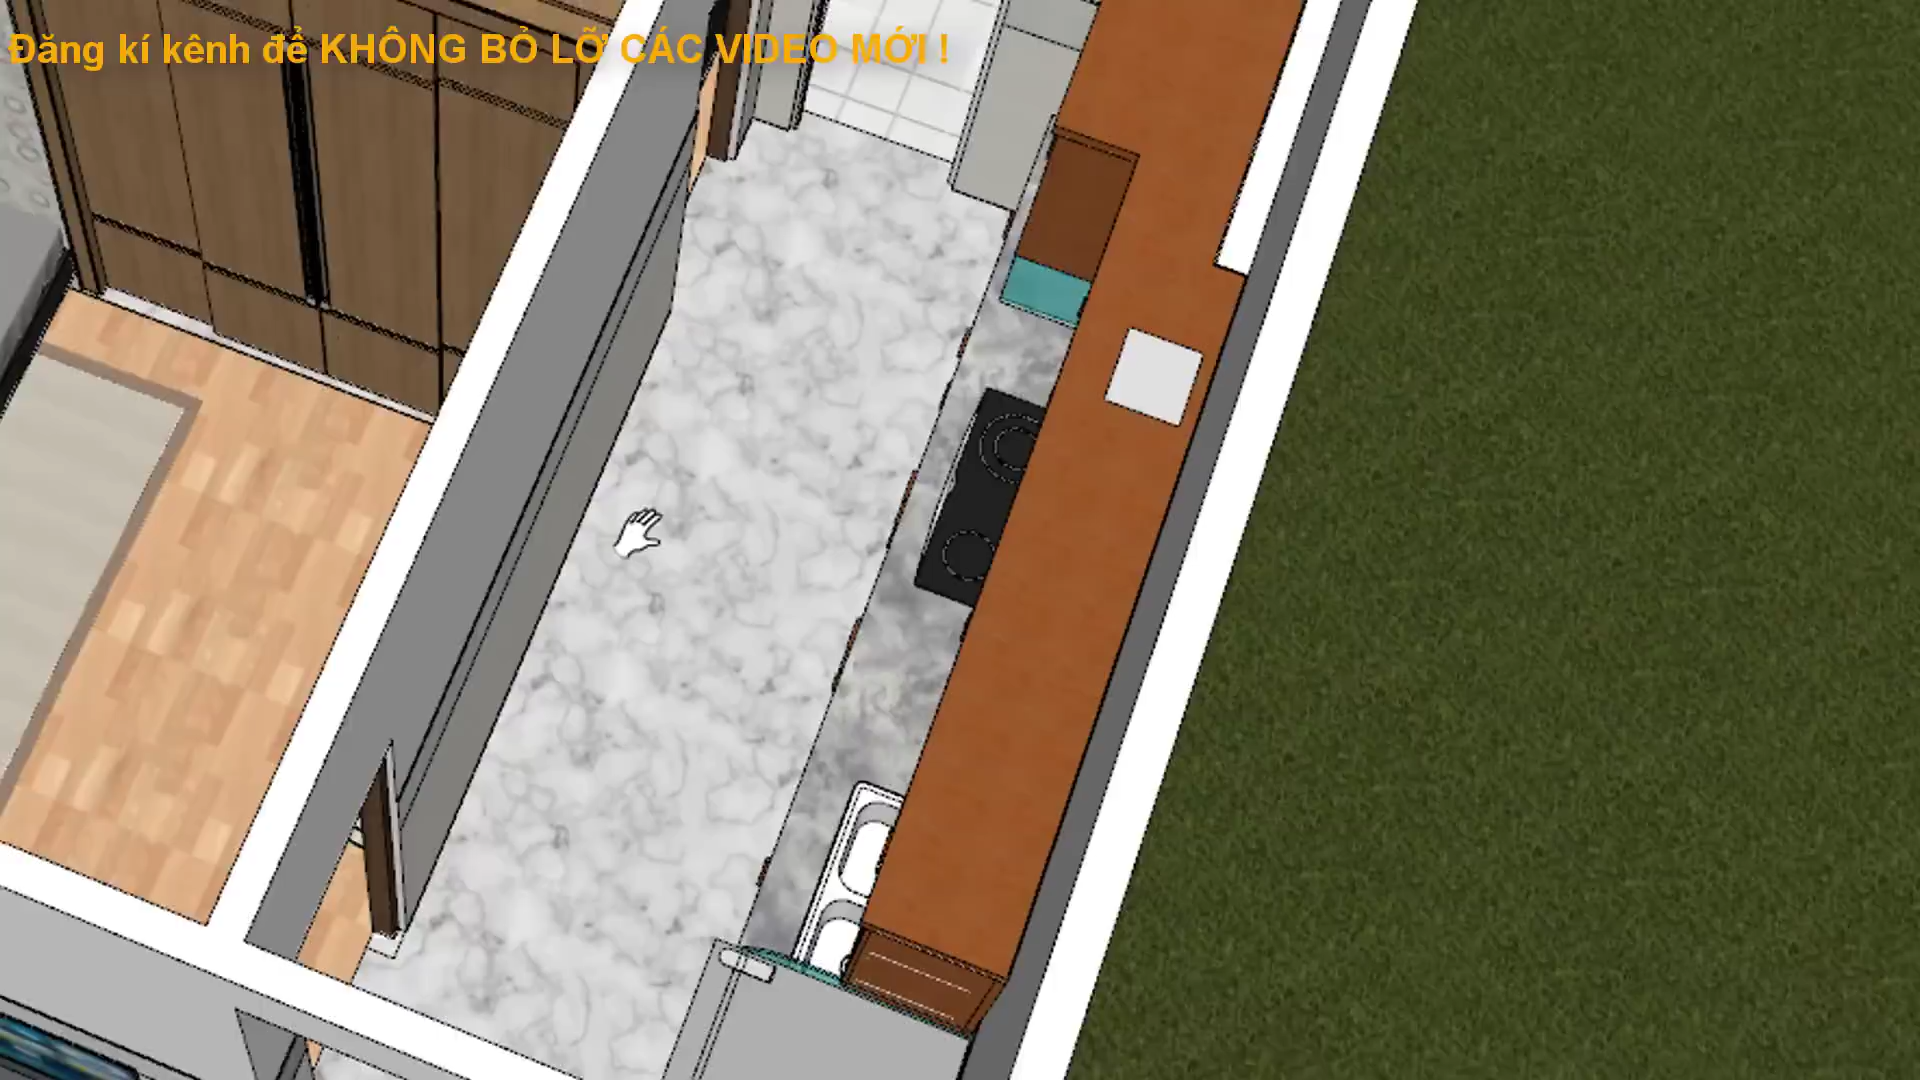 Đăng kí kênh để KHÔNG BỎ LỠ CÁC VIDEO MỚI !